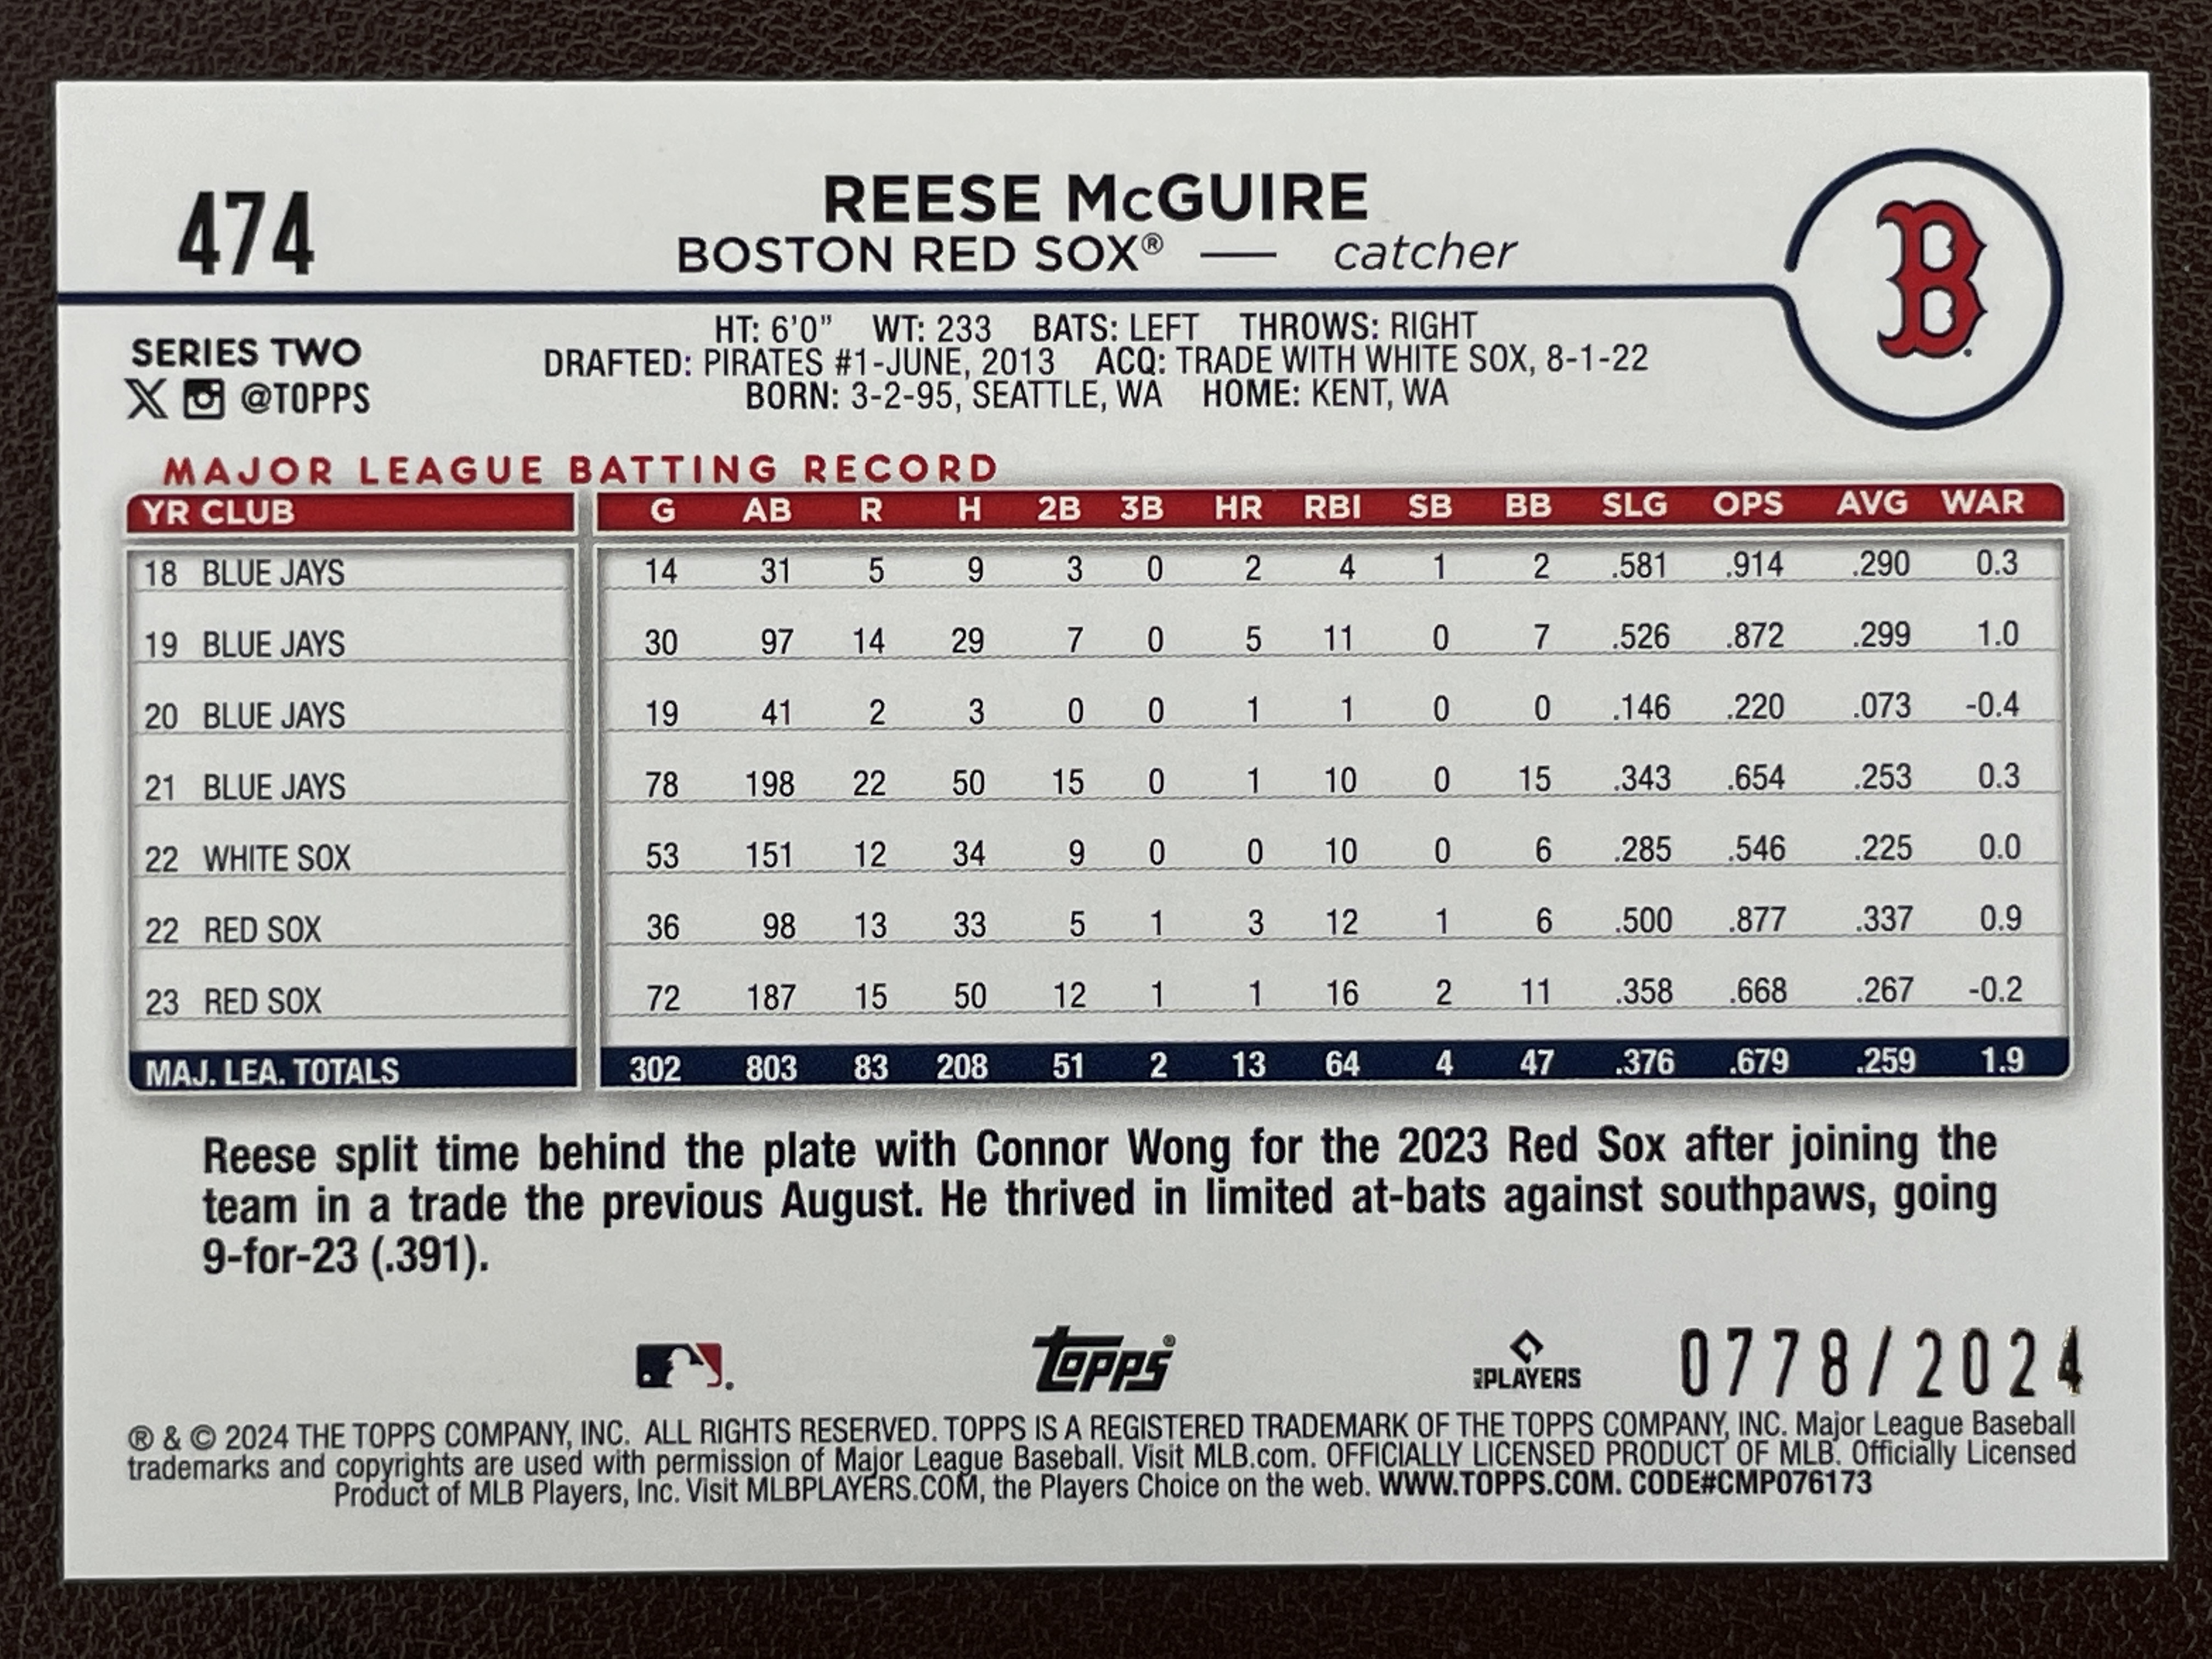 474
REESE McGUIRE
BOSTON RED SOX® — catcher
B
SERIES TWO
X @TOPPS
HT: 6'0” WT: 233 BATS: LEFT THROWS: RIGHT
DRAFTED: PIRATES #1-JUNE, 2013 ACQ: TRADE WITH WHITE SOX, 8-1-22
BORN: 3-2-95, SEATTLE, WA HOME: KENT, WA
MAJOR LEAGUE BATTING RECORD
YR CLUB G AB R H 2B 3B HR RBI SB BB SLG OPS AVG WAR
18 BLUE JAYS 14 31 5 9 3 0 2 4 1 2 .581 .914 .290 0.3
19 BLUE JAYS 30 97 14 29 7 0 5 11 0 7 .526 .872 .299 1.0
20 BLUE JAYS 19 41 2 3 0 0 1 1 0 0 .146 .220 .073 -0.4
21 BLUE JAYS 78 198 22 50 15 0 1 10 0 15 .343 .654 .253 0.3
22 WHITE SOX 53 151 12 34 9 0 0 10 0 6 .285 .546 .225 0.0
22 RED SOX 36 98 13 33 5 1 3 12 1 6 .500 .877 .337 0.9
23 RED SOX 72 187 15 50 12 1 1 16 2 11 .358 .668 .267 -0.2
MAJ. LEA. TOTALS 302 803 83 208 51 2 13 64 4 47 .376 .679 .259 1.9
Reese split time behind the plate with Connor Wong for the 2023 Red Sox after joining the
team in a trade the previous August. He thrived in limited at-bats against southpaws, going
9-for-23 (.391).
Topps®
MLB PLAYERS
0778/2024
® & © 2024 THE TOPPS COMPANY, INC. ALL RIGHTS RESERVED. TOPPS IS A REGISTERED TRADEMARK OF THE TOPPS COMPANY, INC. Major League Baseball
trademarks and copyrights are used with permission of Major League Baseball. Visit MLB.com. OFFICIALLY LICENSED PRODUCT OF MLB. Officially Licensed
Product of MLB Players, Inc. Visit MLBPLAYERS.COM, the Players Choice on the web. WWW.TOPPS.COM. CODE#CMP076173